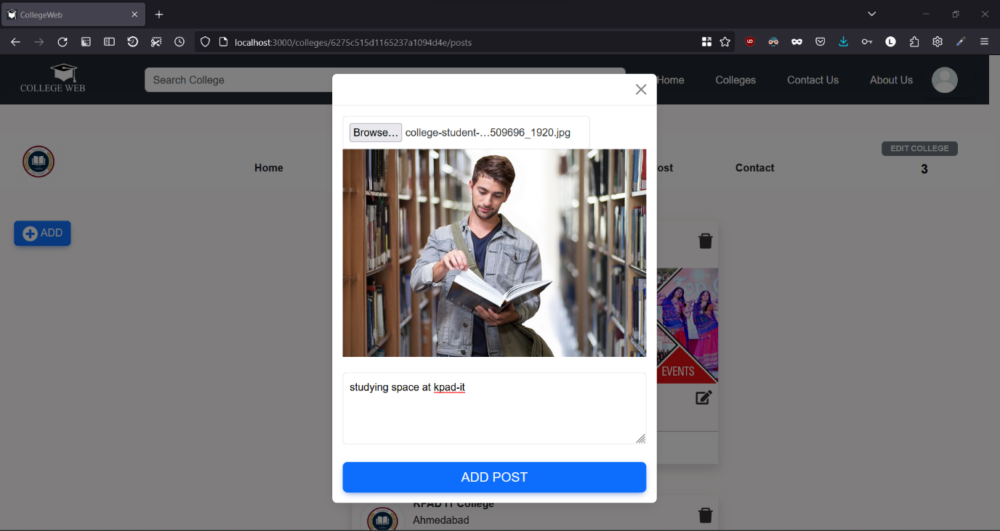 CollegeWeb
localhost:3000/colleges/6275c515d1165237a1094d4e/posts
COLLEGE WEB
Search College
Home
Colleges
Contact Us
About Us
Browse...
college-student-...509696_1920.jpg
EDIT COLLEGE
Home
ost
Contact
3
ADD
EVENTS
studying space at kpad-it
ADD POST
KPAD IT College
Ahmedabad